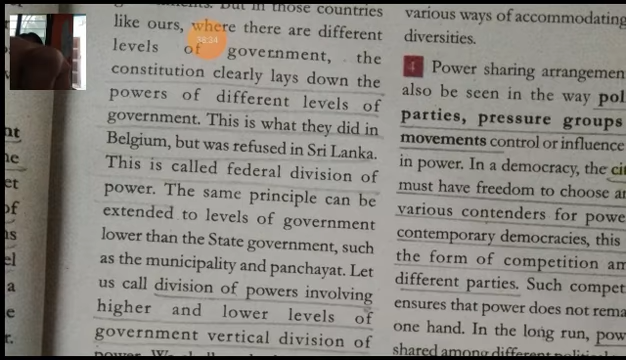 But in those countries
like ours, where there are different
levels of government, the
constitution clearly lays down the
powers of different levels of
government. This is what they did in
Belgium, but was refused in Sri Lanka.
This is called federal division of
power. The same principle can be
extended to levels of government
lower than the State government, such
as the municipality and panchayat. Let
us call division of powers involving
higher and lower levels of
government vertical division of
various ways of accommodating
diversities.
4 Power sharing arrangemen
also be seen in the way pol
parties, pressure groups
movements control or influence
in power. In a democracy, the
must have freedom to choose
various contenders for powe
contemporary democracies, this
the form of competition
different parties. Such compet
ensures that power does not rema
one hand. In the long run, pow
shared among different